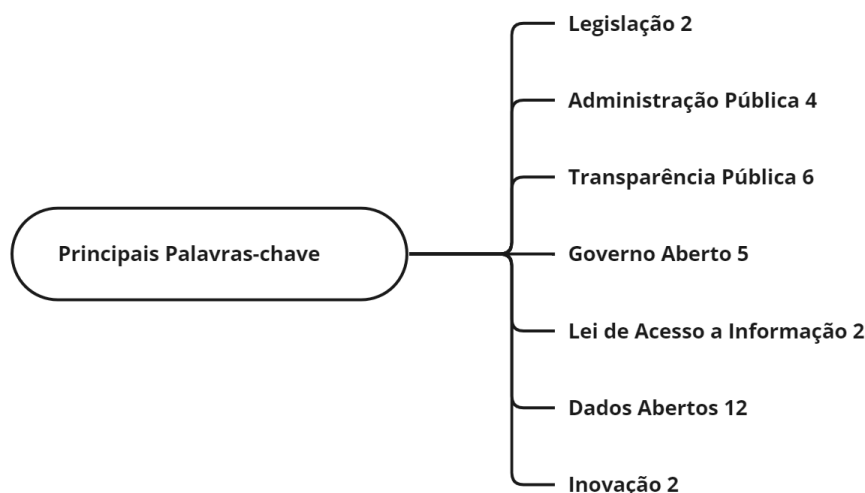 Principais Palavras-chave
Legislação 2
Administração Pública 4
Transparência Pública 6
Governo Aberto 5
Lei de Acesso a Informação 2
Dados Abertos 12
Inovação 2